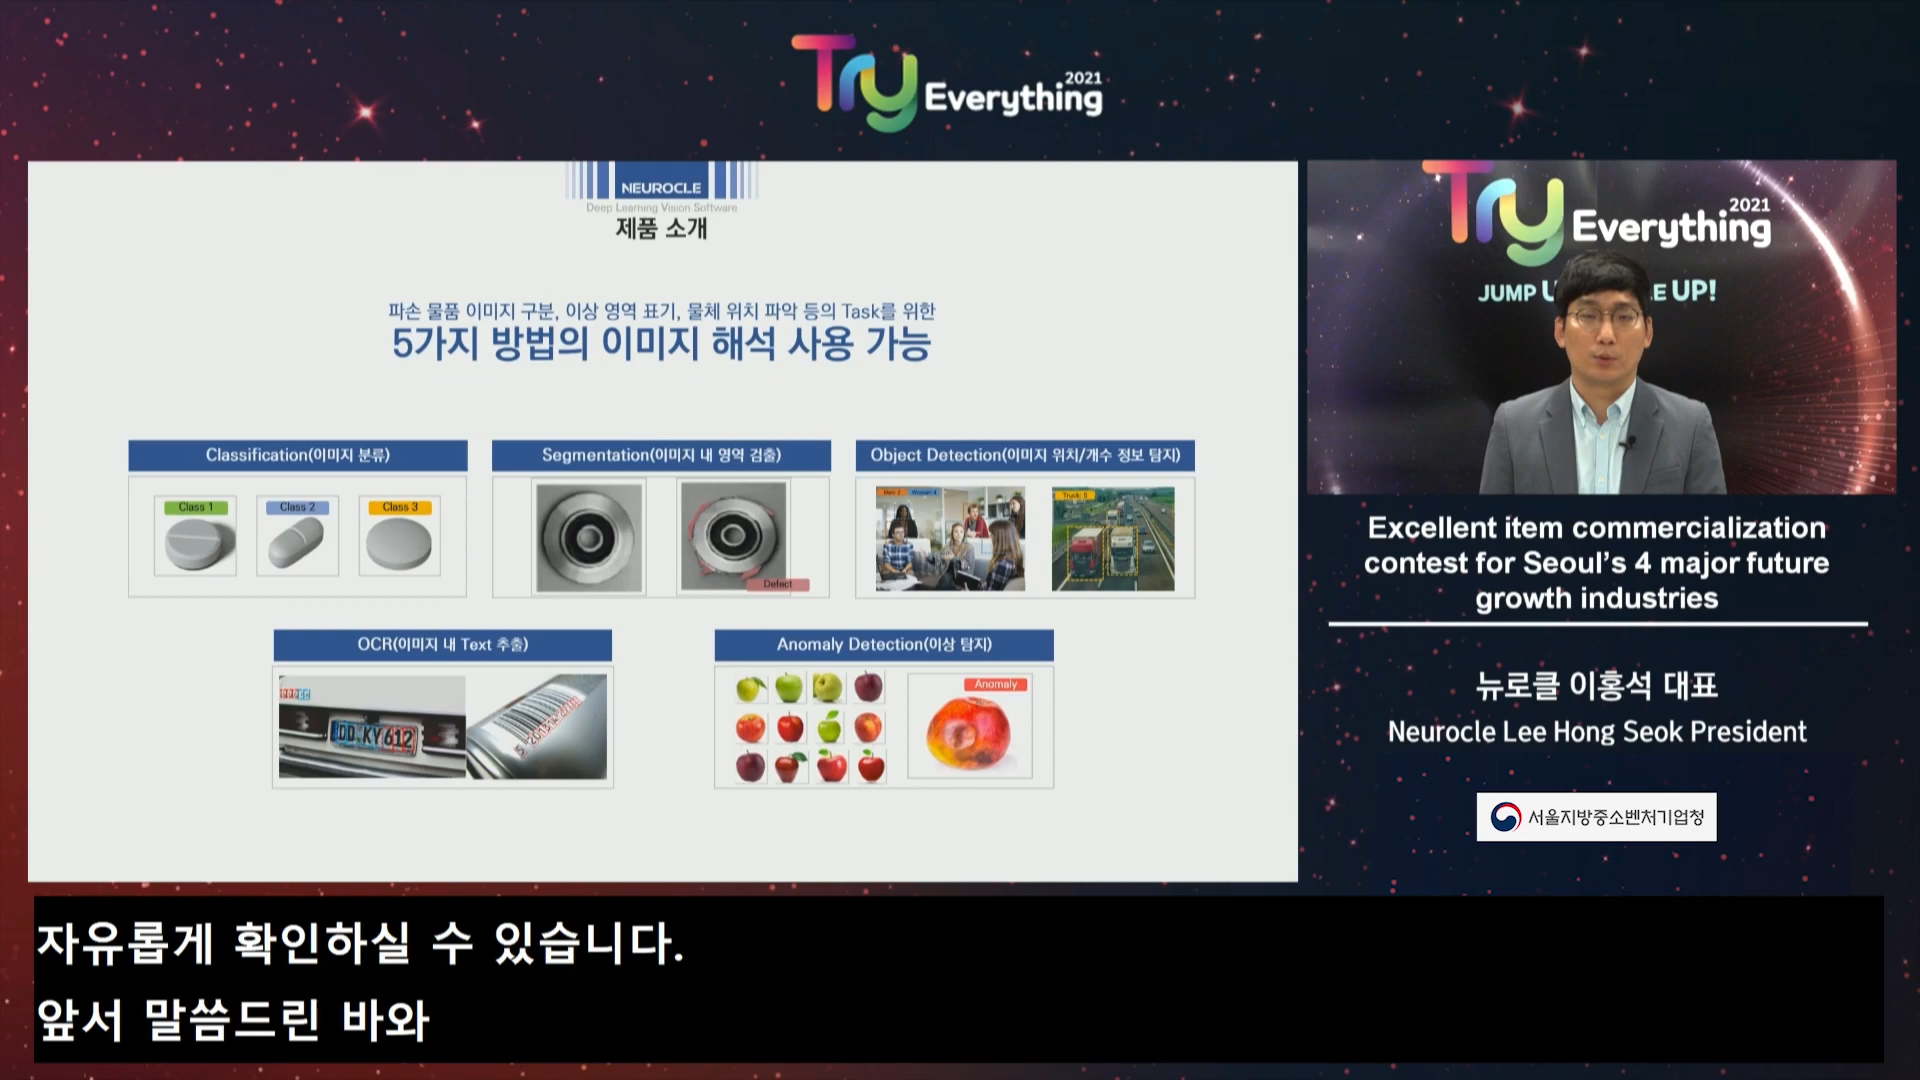 Try Everything 2021
NEUROCLE
Deep Learning Vision Software
제품 소개
파손 물품 이미지 구분, 이상 영역 표기, 물체 위치 파악 등의 Task를 위한
5가지 방법의 이미지 해석 사용 가능
Classification(이미지 분류)
Class 1
Class 2
Class 3
Segmentation(이미지 내 영역 검출)
Defect
Object Detection(이미지 위치/개수 정보 탐지)
Truck: 5
OCR(이미지 내 Text 추출)
DD KY612
Anomaly Detection(이상 탐지)
Anomaly
Try Everything 2021
JUMP UP!
Excellent item commercialization
contest for Seoul's 4 major future
growth industries
뉴로클 이홍석 대표
Neurocle Lee Hong Seok President
서울지방중소벤처기업청
자유롭게 확인하실 수 있습니다.
앞서 말씀드린 바와